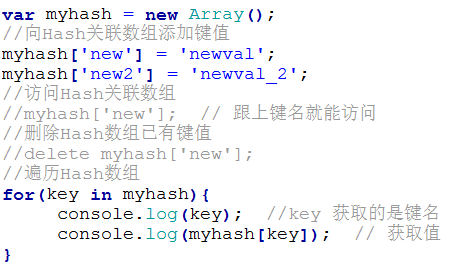 var myhash = new Array();
//向Hash关联数组添加键值
myhash['new'] = 'newval';
myhash['new2'] = 'newval_2';
//访问Hash关联数组
//myhash['new'];  // 跟上键名就能访问
//删除Hash数组已有键值
//delete myhash['new'];
//遍历Hash数组
for(key in myhash){
     console.log(key);  //key 获取的是键名
     console.log(myhash[key]);  // 获取值
}